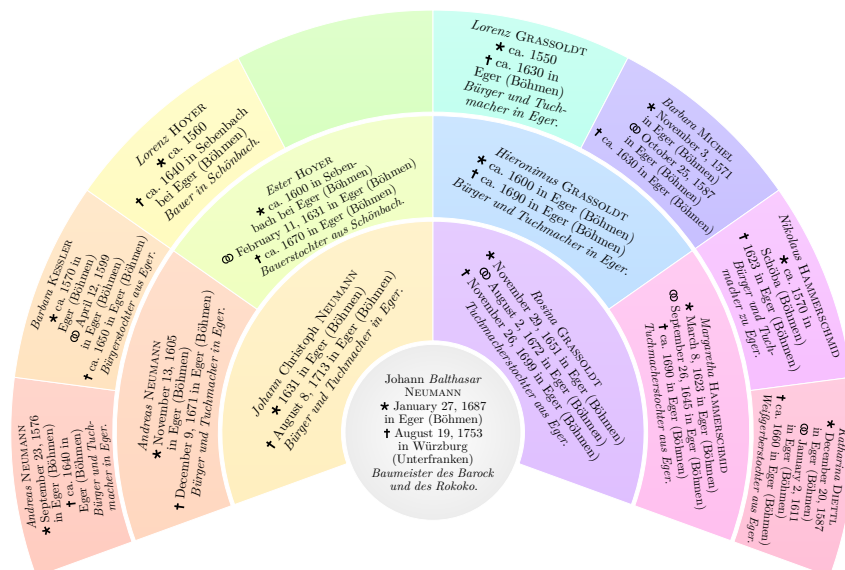 Johann Balthasar
NEUMANN
* January 27, 1687
in Eger (Böhmen)
† August 19, 1753
in Würzburg
(Unterfranken)
Baumeister des Barock
und des Rokoko.
Johann Christoph NEUMANN
* 1631 in Eger (Böhmen)
† August 8, 1713 in Eger (Böhmen)
Bürger und Tuchmacher in Eger.
Rosina GRASSOLDT
* November 29, 1651 in Eger (Böhmen)
⚭ August 2, 1672 in Eger (Böhmen)
† November 26, 1699 in Eger (Böhmen)
Tuchmacherstochter aus Eger.
Andreas NEUMANN
* November 13, 1605
in Eger (Böhmen)
† December 9, 1671 in Eger (Böhmen)
Bürger und Tuchmacher in Eger.
Ester HOYER
* ca. 1600 in Seben-
bach bei Eger (Böhmen)
⚭ February 11, 1631 in Eger (Böhmen)
† ca. 1670 in Eger (Böhmen)
Bauerstochter aus Schönbach.
Hieronimus GRASSOLDT
* ca. 1600 in Eger (Böhmen)
† ca. 1690 in Eger (Böhmen)
Bürger und Tuchmacher in Eger.
Margaretha HAMMERSCHMID
* March 8, 1623 in Eger (Böhmen)
⚭ September 26, 1645 in Eger (Böhmen)
† ca. 1690 in Eger (Böhmen)
Tuchmacherstochter aus Eger.
Andreas NEUMANN
* September 23, 1576
in Eger (Böhmen)
† ca. 1640 in
Eger (Böhmen)
Bürger und Tuch-
macher in Eger.
Barbara KESSLER
* ca. 1570 in
Eger (Böhmen)
⚭ April 12, 1599
in Eger (Böhmen)
† ca. 1650 in Eger (Böhmen)
Bürgerstochter aus Eger.
Lorenz HOYER
* ca. 1560
† ca. 1640 in Sebenbach
bei Eger (Böhmen)
Bauer in Schönbach.
Lorenz GRASSOLDT
* ca. 1550
† ca. 1630 in
Eger (Böhmen)
Bürger und Tuch-
macher in Eger.
Barbara MICHEL
* November 3, 1571
in Eger (Böhmen)
⚭ October 25, 1587
in Eger (Böhmen)
† ca. 1630 in Eger (Böhmen)
Nikolaus HAMMERSCHMID
* ca. 1570 in
Schöba (Böhmen)
† 1623 in Eger (Böhmen)
Bürger und Tuch-
macher zu Eger.
Katharina DIETTL
* December 20, 1587
in Eger (Böhmen)
⚭ January 2, 1611
in Eger (Böhmen)
† ca. 1660 in Eger (Böhmen)
Weißgerberstochter aus Eger.